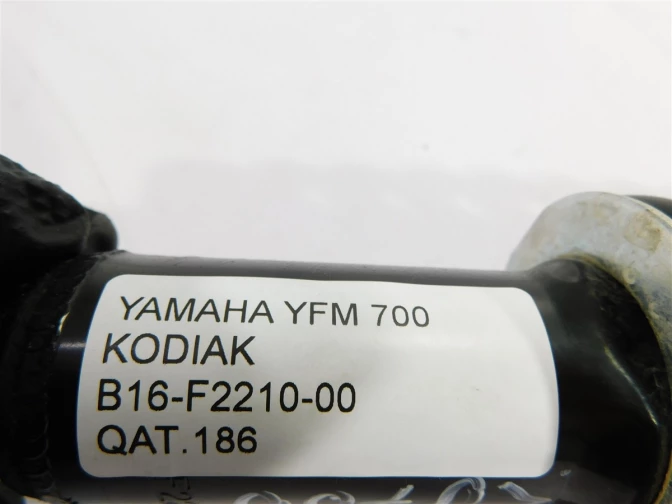 YAMAHA YFM 700
KODIAK
B16-F2210-00
QAT.186